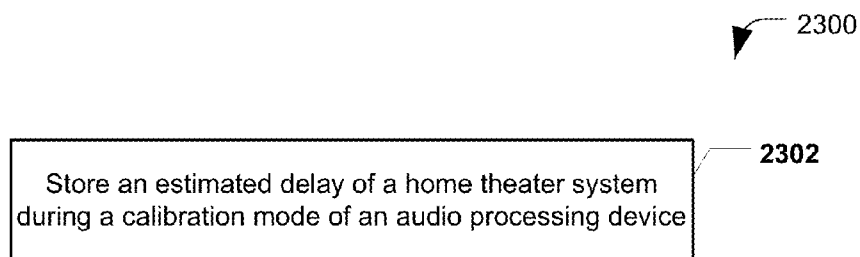 2300
2302
Store an estimated delay of a home theater system
during a calibration mode of an audio processing device